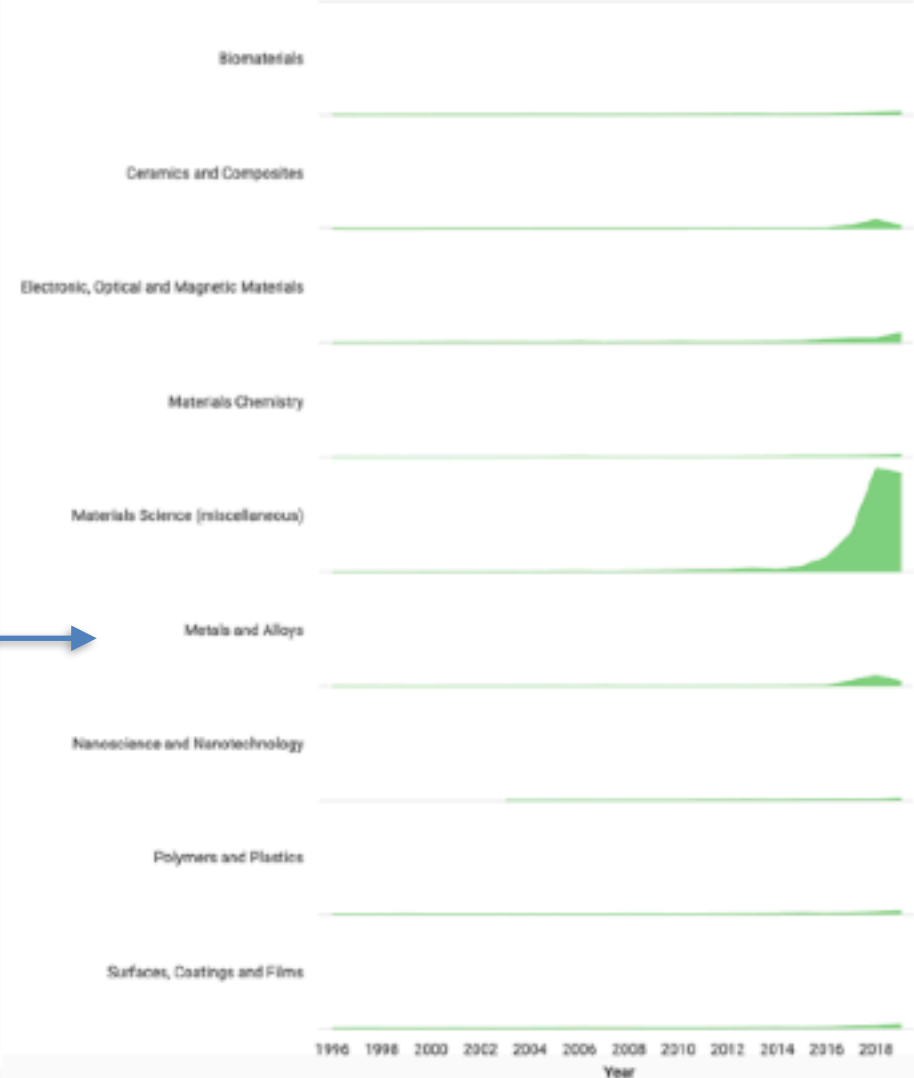 Biomaterials
Ceramics and Composites
Electronic, Optical and Magnetic Materials
Materials Chemistry
Materials Science (miscellaneous)
Metals and Alloys
Nanoscience and Nanotechnology
Polymers and Plastics
Surfaces, Coatings and Films
1996 1998 2000 2002 2004 2006 2008 2010 2012 2014 2016 2018
Year